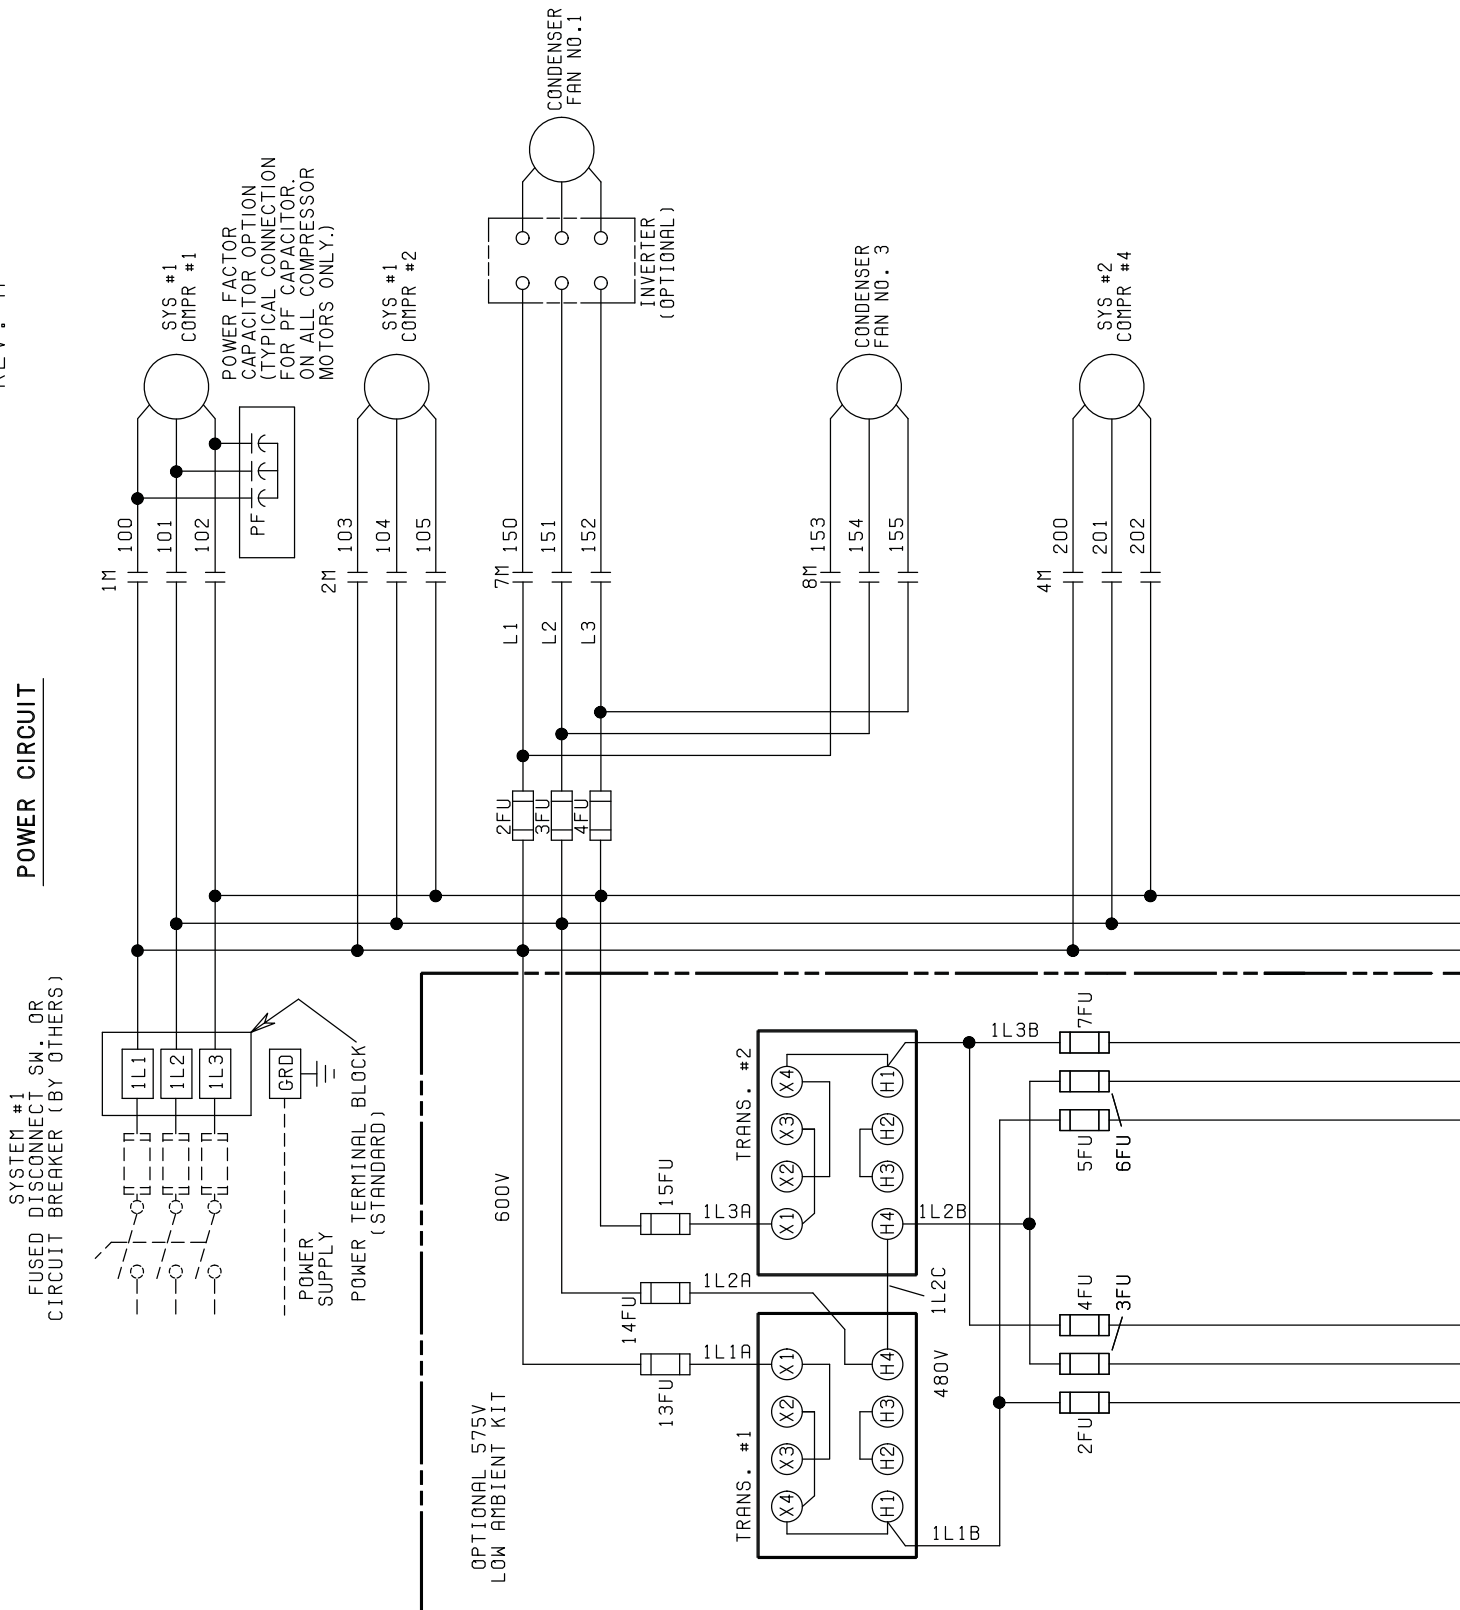 POWER CIRCUIT
SYSTEM #1
FUSED DISCONNECT SW. OR
CIRCUIT BREAKER (BY OTHERS)
1L1
1L2
1L3
GRD
POWER
SUPPLY
POWER TERMINAL BLOCK
(STANDARD)
1M
100
101
102
PF
SYS #1
COMPR #1
POWER FACTOR
CAPACITOR OPTION
(TYPICAL CONNECTION
FOR PF CAPACITOR.
ON ALL COMPRESSOR
MOTORS ONLY.)
2M
103
104
105
SYS #1
COMPR #2
2FU
3FU
4FU
L1
L2
L3
7M
150
151
152
INVERTER
(OPTIONAL)
CONDENSER
FAN NO.1
8M
153
154
155
CONDENSER
FAN NO. 3
4M
200
201
202
SYS #2
COMPR #4
OPTIONAL 575V
LOW AMBIENT KIT
600V
13FU
14FU
15FU
1L1A
1L2A
1L3A
TRANS. #1
X4
X3
X2
X1
H1
H2
H3
H4
TRANS. #2
X1
X2
X3
X4
H4
H3
H2
H1
480V
1L2C
1L1B
1L2B
1L3B
2FU
3FU
4FU
5FU
6FU
7FU